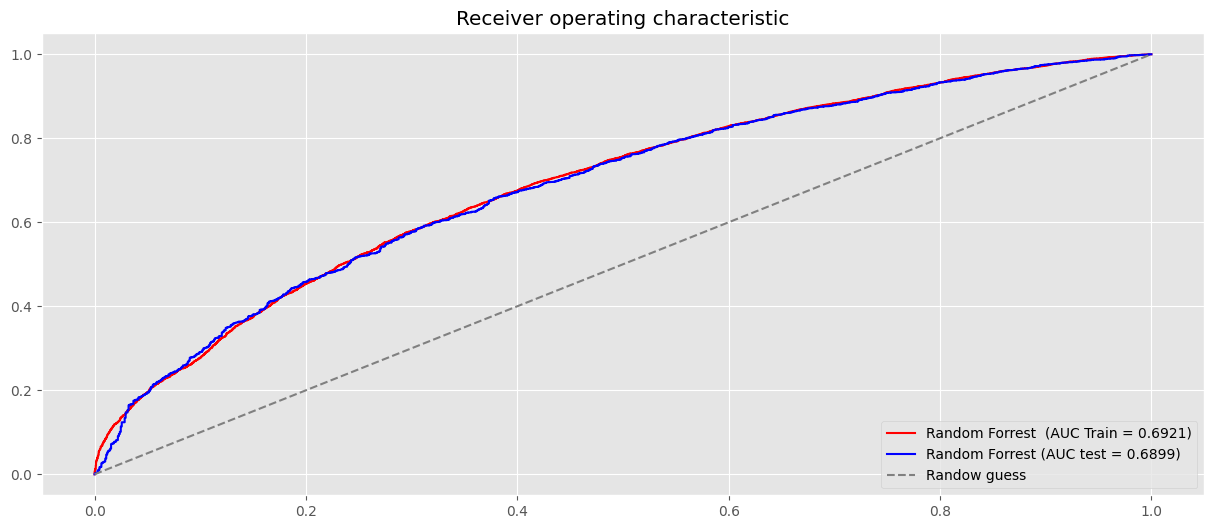 Receiver operating characteristic
1.0
0.8
0.6
0.4
0.2
0.0
0.0 0.2 0.4 0.6 0.8 1.0
Random Forrest  (AUC Train = 0.6921)
Random Forrest (AUC test = 0.6899)
Randow guess